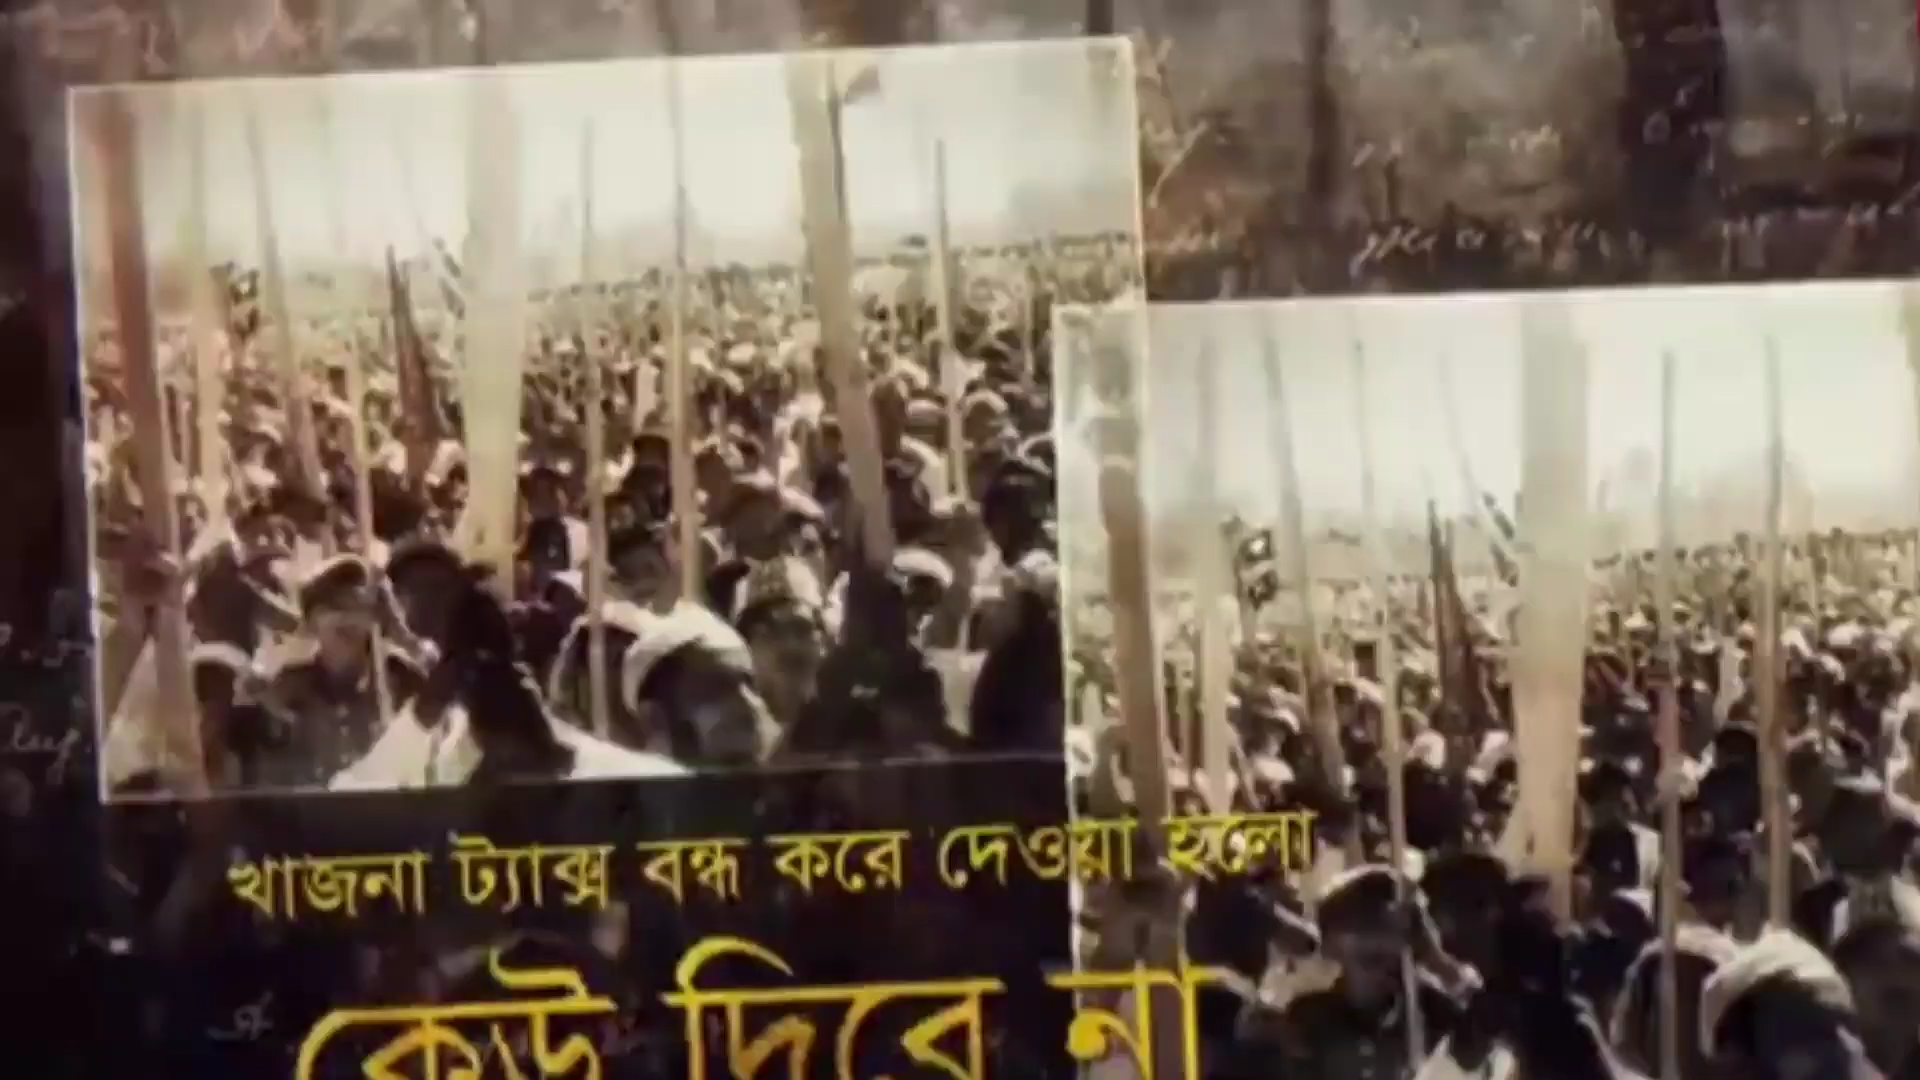 খাজনা ট্যাক্স বন্ধ করে দেওয়া হলো
কেউ দিবে না